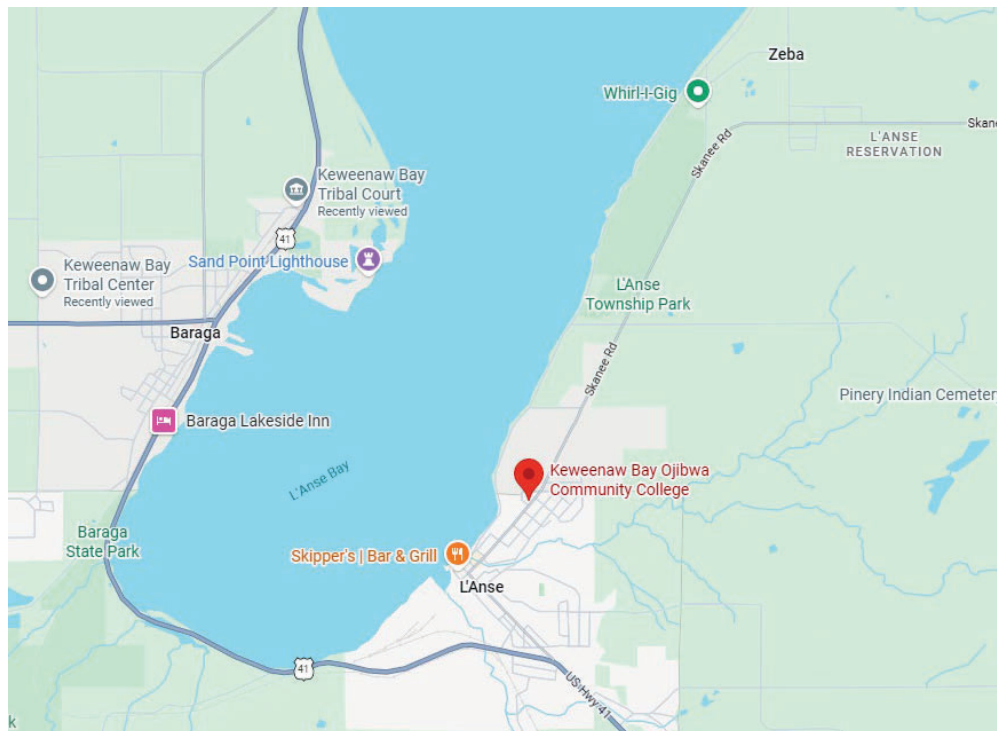 Zeba
Whirl-I-Gig
Skanee Rd
Skane
L'ANSE
RESERVATION
Keweenaw Bay
Tribal Court
Recently viewed
41
Sand Point Lighthouse
Keweenaw Bay
Tribal Center
Recently viewed
L'Anse
Township Park
Baraga
Skanee Rd
Pinery Indian Cemeter
Baraga Lakeside Inn
L'Anse Bay
Keweenaw Bay Ojibwa
Community College
Baraga
State Park
Skipper's | Bar & Grill
L'Anse
41
US Hwy 41
k